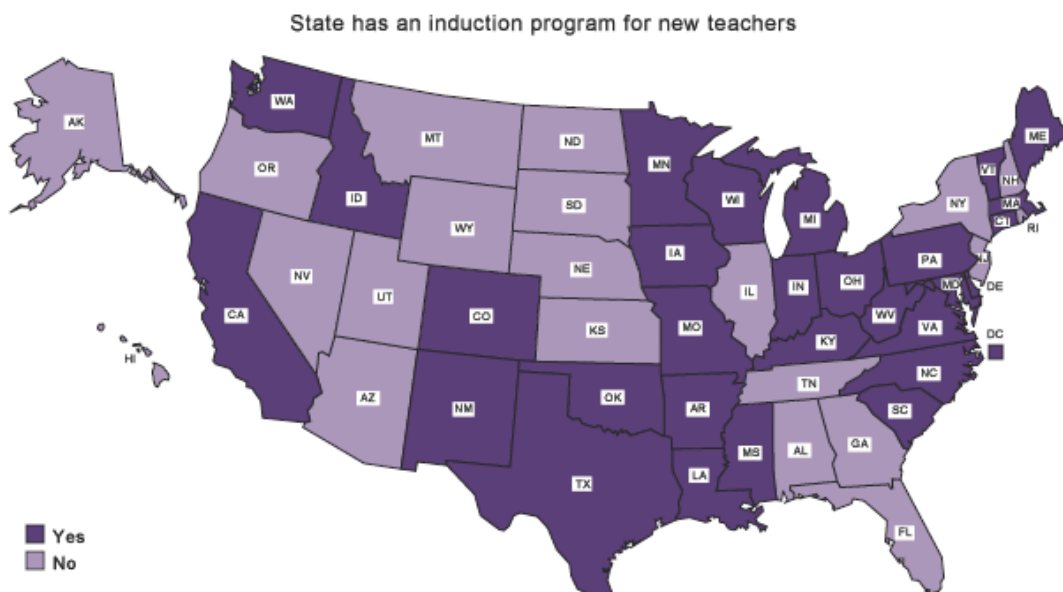 State has an induction program for new teachers
AK
WA
MT
ND
MN
ME
VT
NH
OR
ID
SD
WI
MI
NY
MA
CT
RI
WY
IA
PA
NJ
NV
UT
NE
IL
IN
OH
MD
DE
CA
CO
KS
MO
WV
VA
DC
KY
HI
AZ
NM
OK
AR
TN
NC
SC
TX
LA
MS
AL
GA
FL
Yes
No